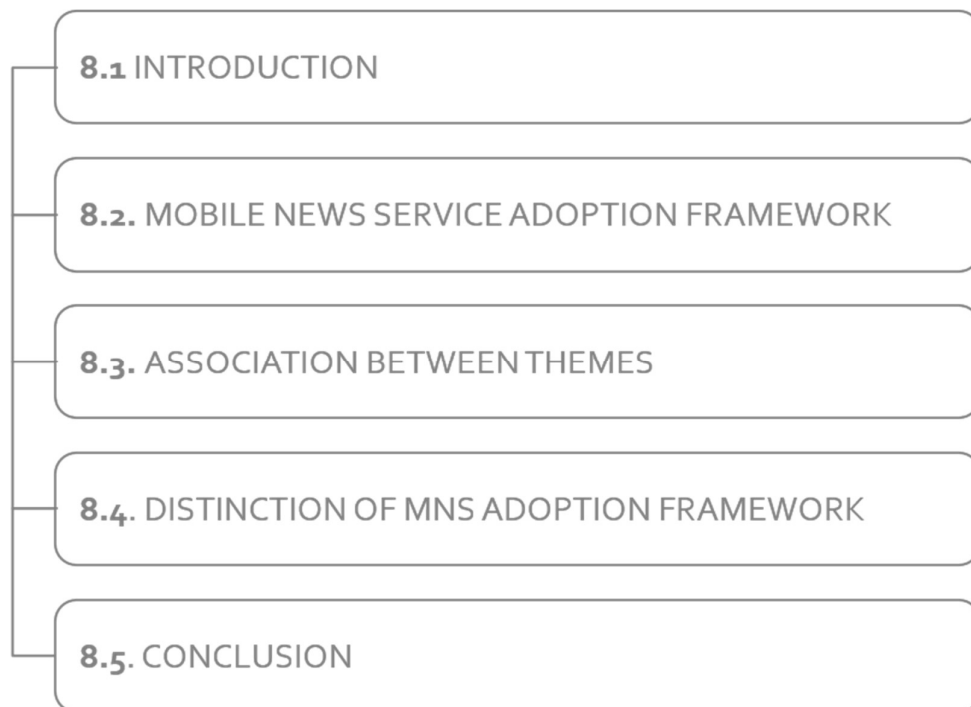 8.1 INTRODUCTION
8.2. MOBILE NEWS SERVICE ADOPTION FRAMEWORK
8.3. ASSOCIATION BETWEEN THEMES
8.4. DISTINCTION OF MNS ADOPTION FRAMEWORK
8.5. CONCLUSION